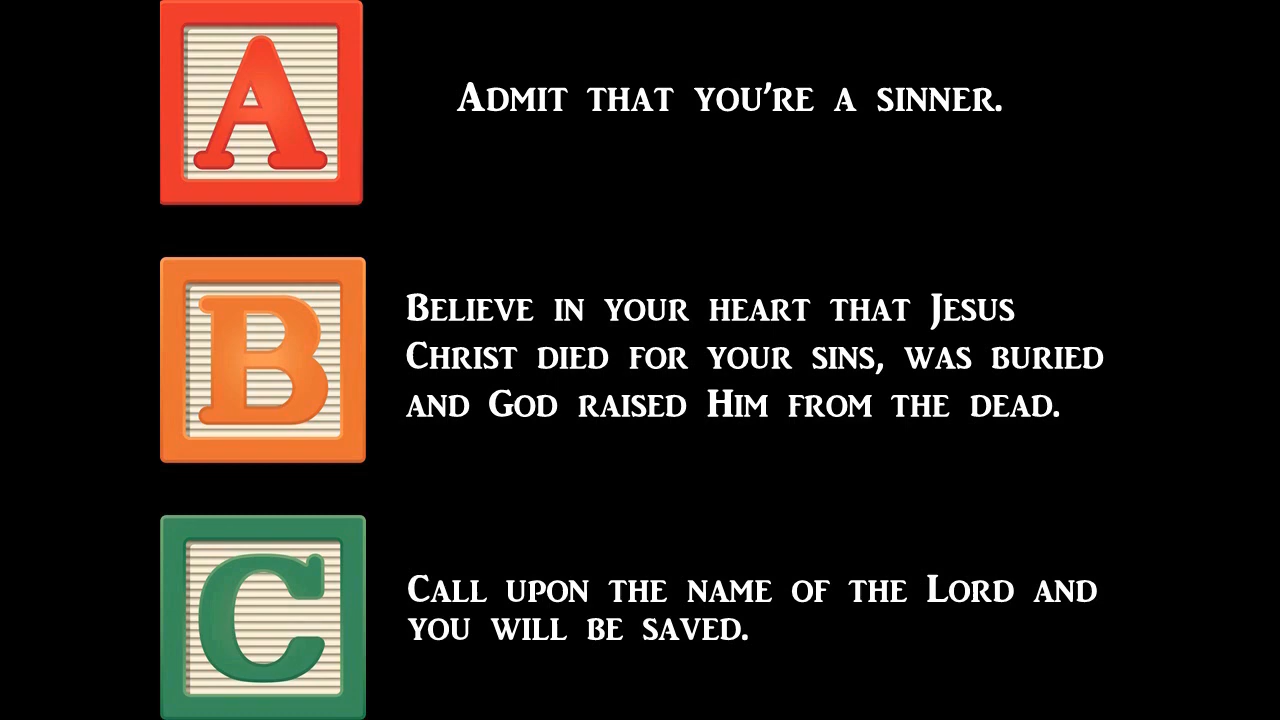 A
Admit that you're a sinner.
B
Believe in your heart that Jesus
Christ died for your sins, was buried
and God raised Him from the dead.
C
Call upon the name of the Lord and
you will be saved.